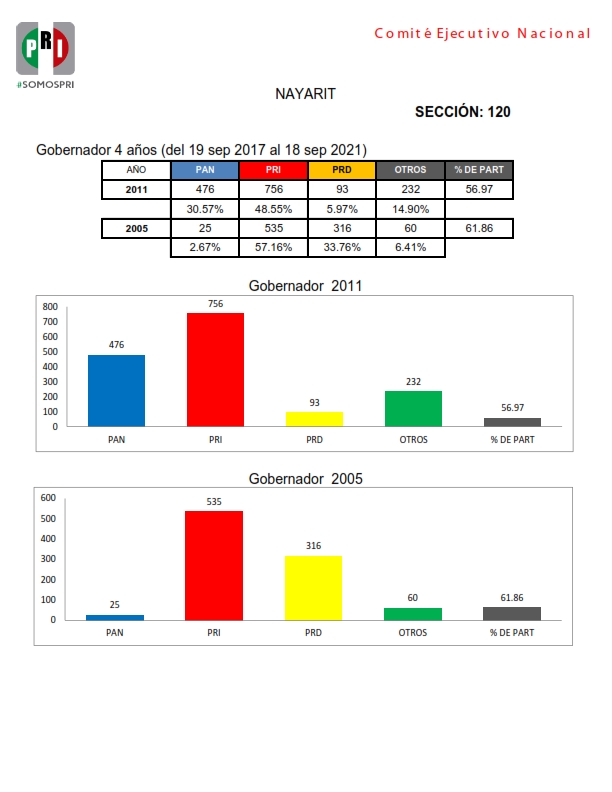 PRI
#SOMOSPRI
Comité Ejecutivo Nacional
NAYARIT
SECCIÓN: 120
Gobernador 4 años (del 19 sep 2017 al 18 sep 2021)
AÑO PAN PRI PRD OTROS % DE PART
2011 476 756 93 232 56.97
30.57% 48.55% 5.97% 14.90%
2005 25 535 316 60 61.86
2.67% 57.16% 33.76% 6.41%
Gobernador 2011
800
700
600
500
400
300
200
100
0
476
756
93
232
56.97
PAN PRI PRD OTROS % DE PART
Gobernador 2005
600
500
400
300
200
100
0
25
535
316
60
61.86
PAN PRI PRD OTROS % DE PART